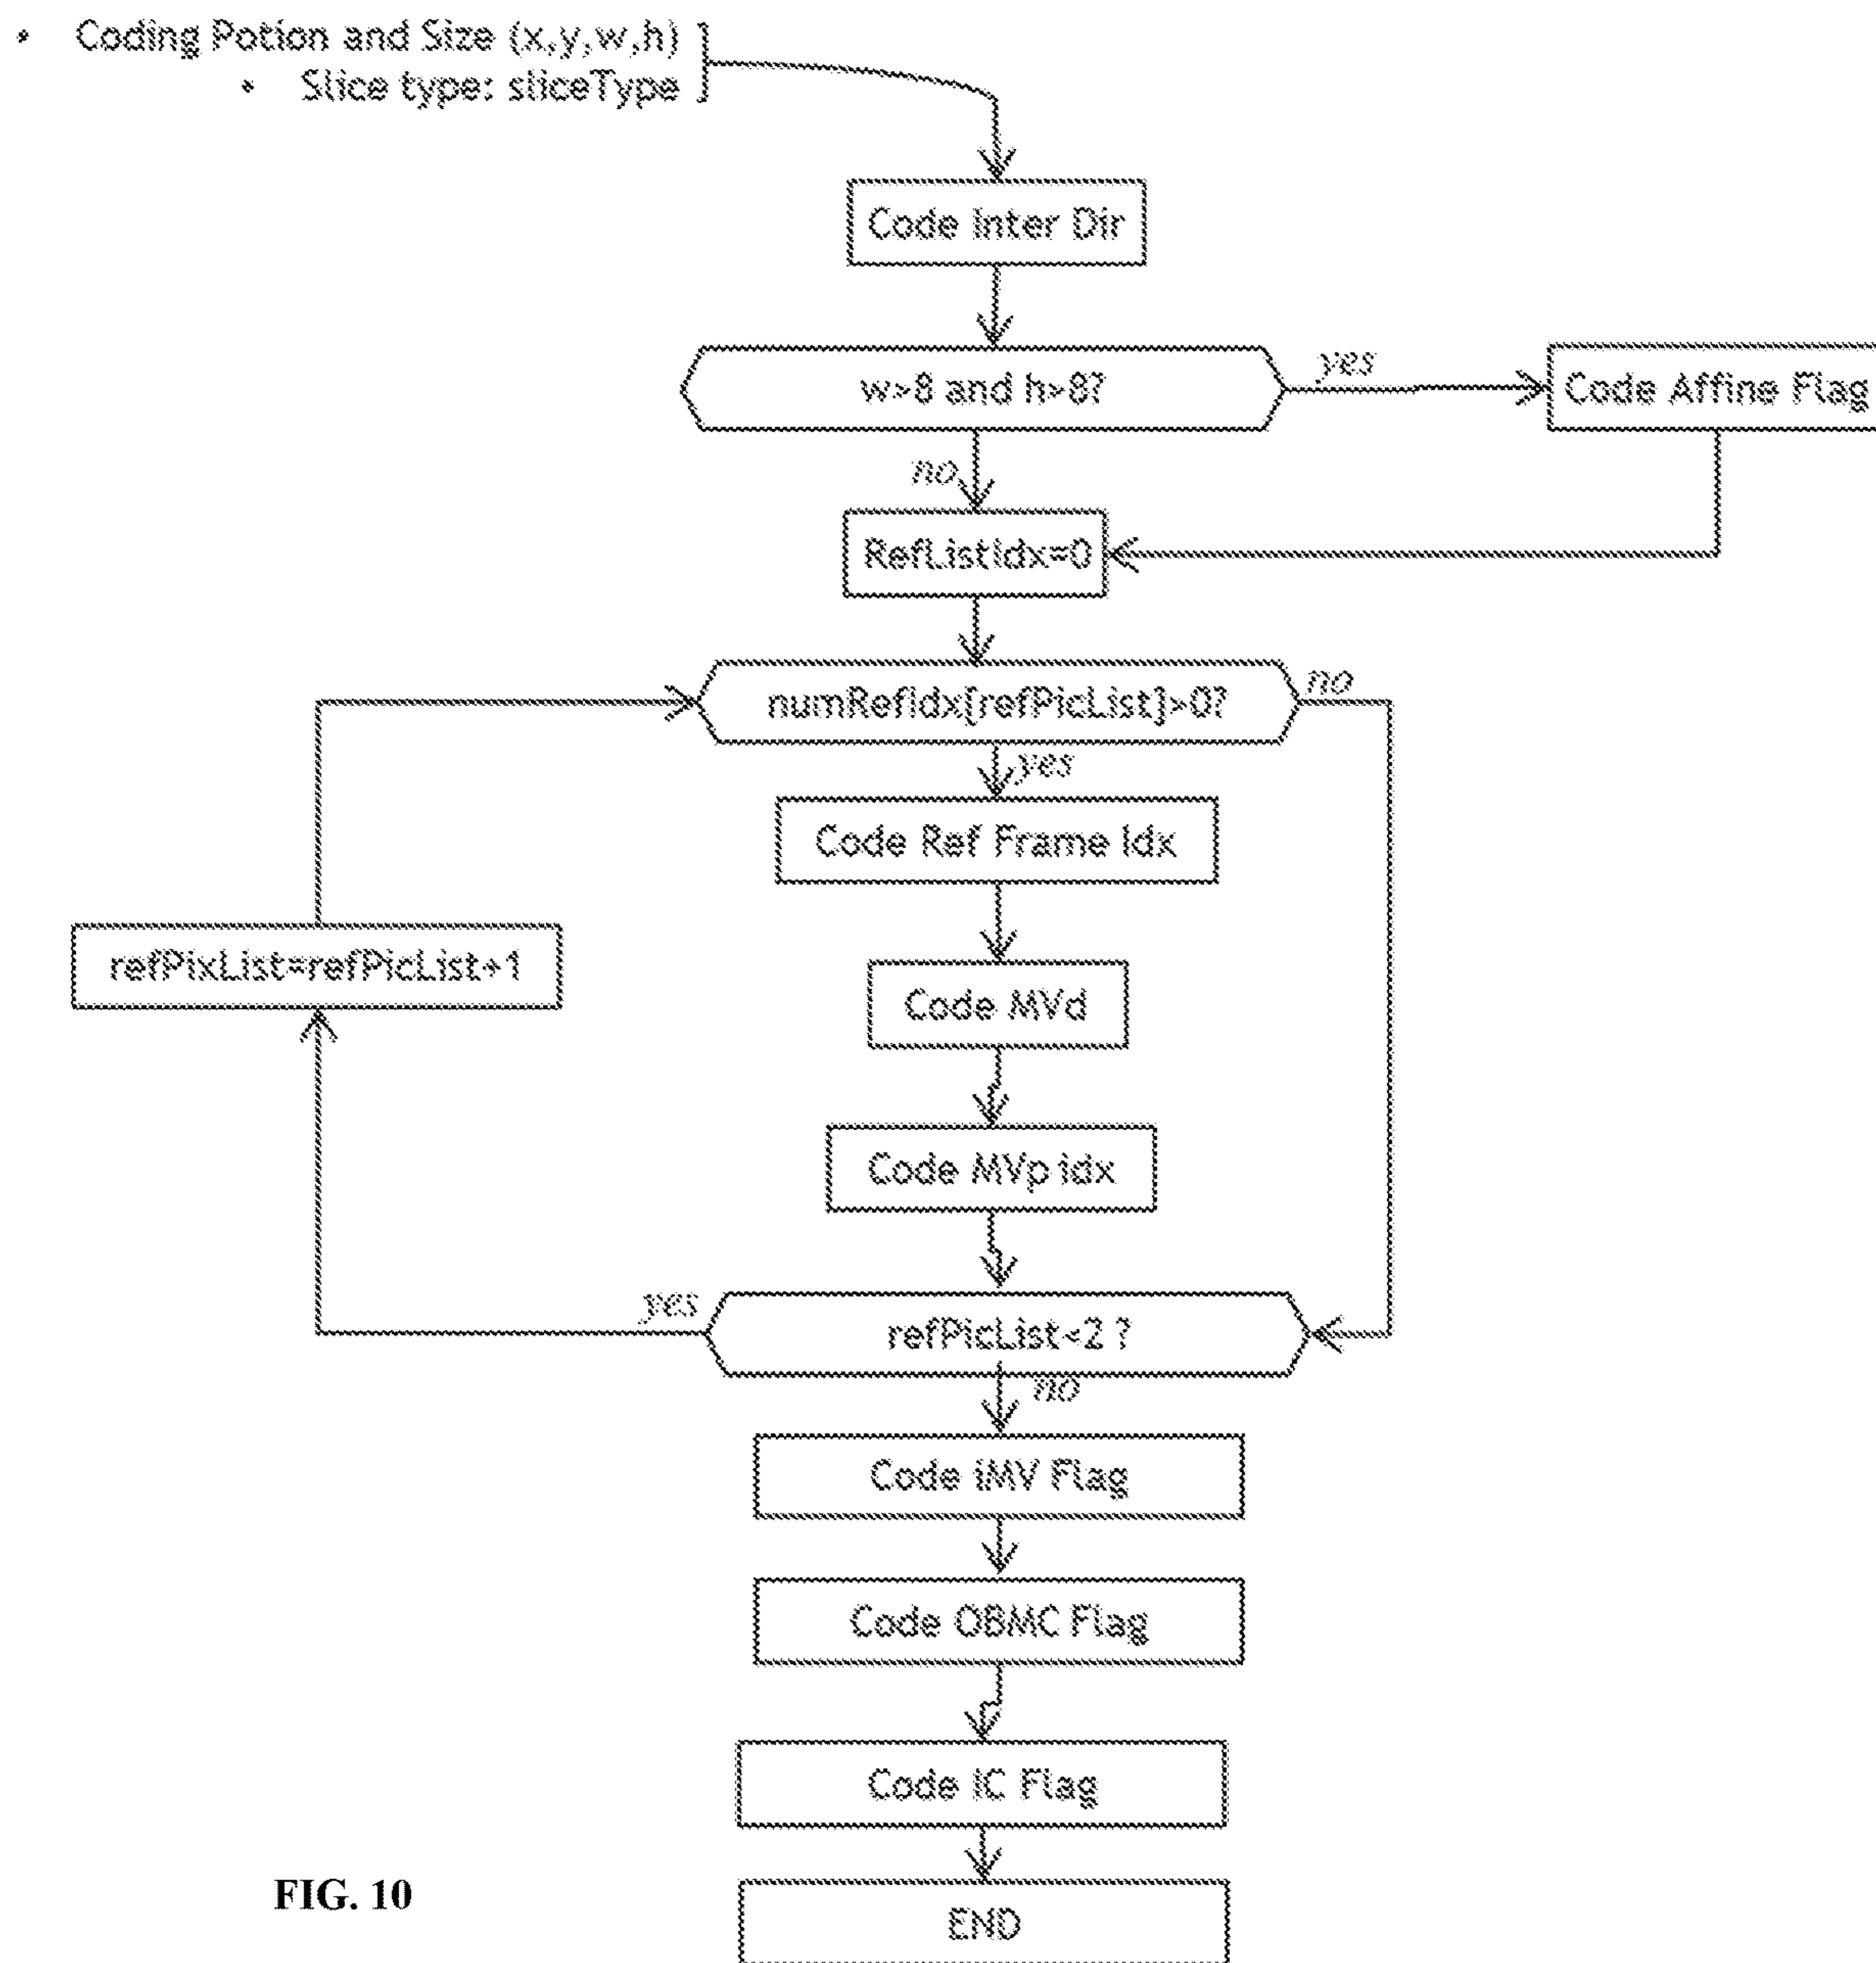 • Coding Potion and Size (x,y,w,h)
• Slice type: sliceType
Code Inter Dir
w>8 and h>8?
yes
Code Affine Flag
no
RefListIdx=0
numRefIdx[refPicList]>0?
no
yes
Code Ref Frame Idx
refPixList=refPicList+1
Code MVd
Code MVp idx
yes
refPicList<2 ?
no
Code iMV Flag
Code OBMC Flag
Code IC Flag
FIG. 10
END